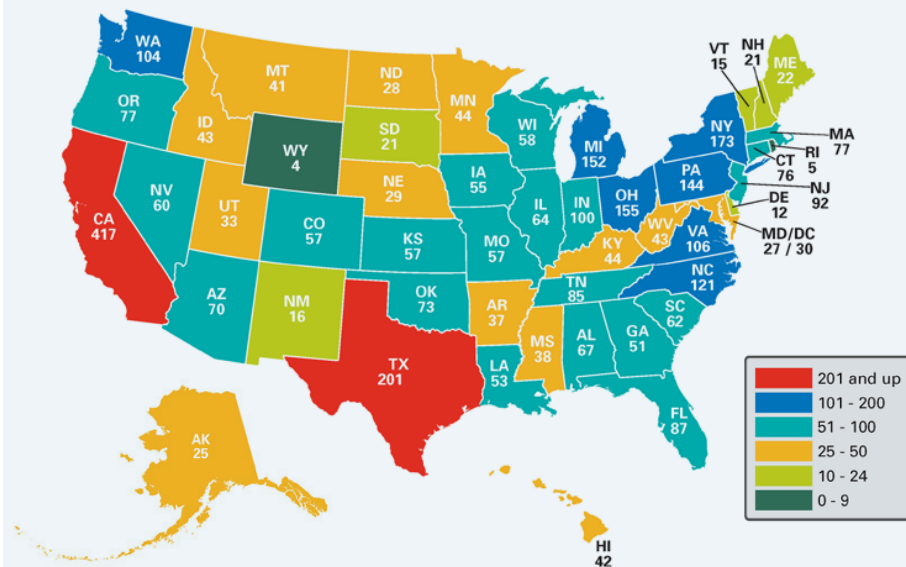 WA
104
OR
77
CA
417
NV
60
ID
43
MT
41
WY
4
UT
33
AZ
70
CO
57
NM
16
ND
28
SD
21
NE
29
KS
57
OK
73
TX
201
MN
44
IA
55
MO
57
AR
37
LA
53
WI
58
IL
64
MS
38
MI
152
IN
100
KY
44
TN
85
AL
67
OH
155
WV
43
VA
106
NC
121
SC
62
GA
51
FL
87
PA
144
NY
173
VT
15
NH
21
ME
22
MA
77
RI
5
CT
76
NJ
92
DE
12
MD/DC
27 / 30
AK
25
HI
42
201 and up
101 - 200
51 - 100
25 - 50
10 - 24
0 - 9